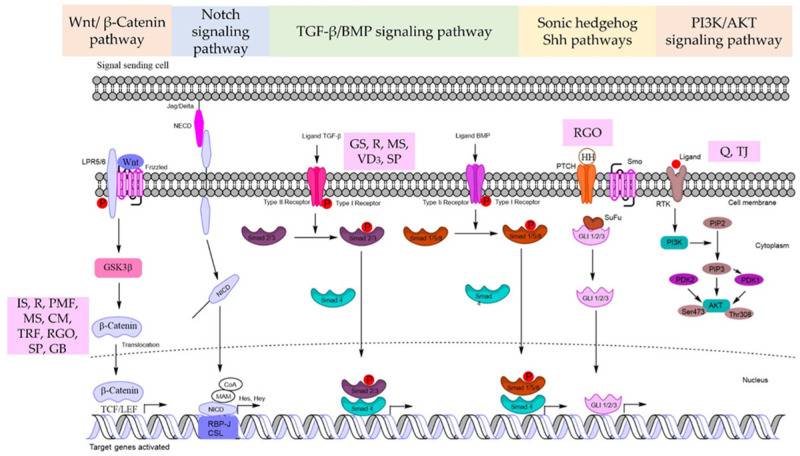 Wnt/ β-Catenin
pathway
Notch
signaling
pathway
TGF-β/BMP signaling pathway
Sonic hedgehog
Shh pathways
PI3K/AKT
signaling pathway
Signal sending cell
Jag/Delta
NECD
LPR5/6
Wnt
Frizzled
P
Ligand TGF-β
GS, R, MS,
VD3, SP
Type II Receptor
P
Type I Receptor
Ligand BMP
Type Ii Receptor
P
Type I Receptor
RGO
HH
PTCH
Smo
SuFu
Q, TJ
Ligand
RTK
Cell membrane
GSK3β
Smad 2/3
P
Smad 2/3
Smad 1/5/8
P
Smad 1/5/8
GLI 1/2/3
PI3K
PIP2
Cytoplasm
PIP3
PDK2
PDK1
AKT
Ser473
Thr308
NICD
Smad 4
Smad
4
GLI 1/2/3
IS, R, PMF,
MS, CM,
TRF, RGO,
SP, GB
β-Catenin
Translocation
Nucleus
β-Catenin
TCF/LEF
CoA
MAM
Hes, Hey
NICD
RBP-J
CSL
P
Smad 2/3
Smad 4
P
Smad 1/5/8
Smad 4
GLI 1/2/3
Target genes activated